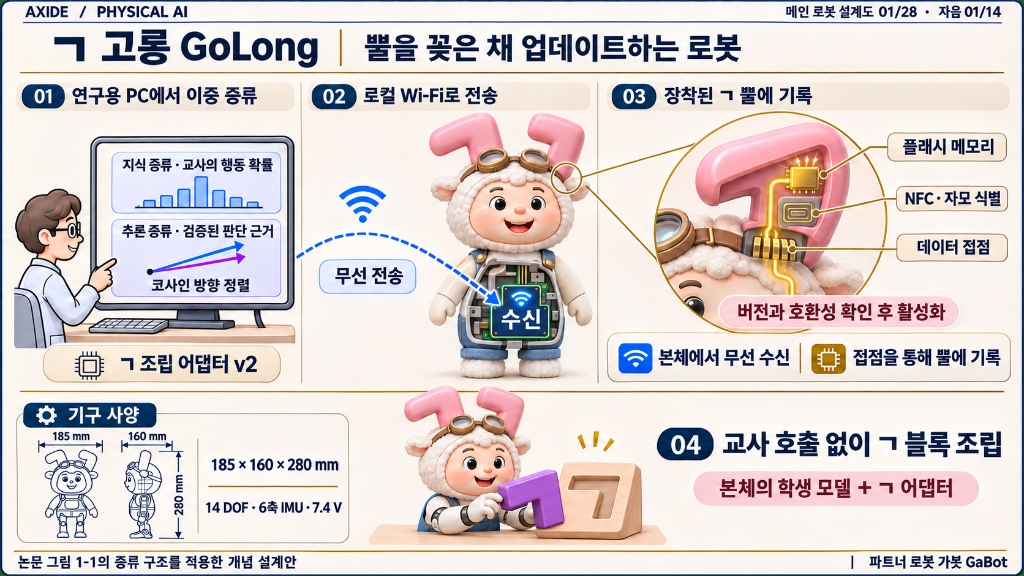 AXIDE / PHYSICAL AI
메인 로봇 설계도 01/28 · 자음 01/14
ㄱ 고롱 GoLong | 뿔을 꽂은 채 업데이트하는 로봇
01 연구용 PC에서 이중 증류
지식 증류 · 교사의 행동 확률
추론 증류 · 검증된 판단 근거
코사인 방향 정렬
ㄱ 조립 어댑터 v2
02 로컬 Wi-Fi로 전송
무선 전송
수신
03 장착된 ㄱ 뿔에 기록
플래시 메모리
NFC · 자모 식별
데이터 접점
버전과 호환성 확인 후 활성화
본체에서 무선 수신
접점을 통해 뿔에 기록
기구 사양
185 mm
160 mm
280 mm
185 × 160 × 280 mm
14 DOF · 6축 IMU · 7.4 V
ㄱ
04 교사 호출 없이 ㄱ 블록 조립
본체의 학생 모델 + ㄱ 어댑터
논문 그림 1-1의 증류 구조를 적용한 개념 설계안
| 파트너 로봇 가봇 GaBot